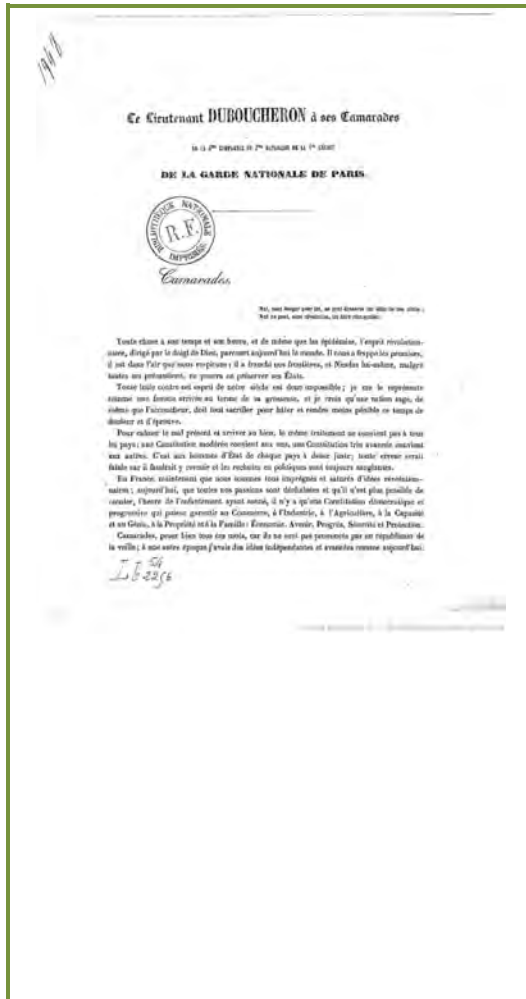 1948
Le Lieutenant DUBOUCHERON à ses Camarades
DE LA GARDE NATIONALE DE PARIS
BIBLIOTHÈQUE NATIONALE
R.F.
IMPRIMÉS
Camarades,
Toute chose a son temps et son heure, et de même que les épidémies, l'esprit révolution-
naire, dirigé par le doigt de Dieu, parcourt aujourd'hui le monde. Il nous a frappé les premiers,
il est dans l'air que nous respirons; il a franchi nos frontières, et Nicolas lui-même, malgré
toutes ses précautions, ne pourra en préserver ses États.
Toute lutte contre cet esprit de notre siècle est donc impossible; je me le représente
comme une femme arrivée au terme de sa grossesse, et je crois qu'une nation sage, de
même que l'accoucheur, doit tout sacrifier pour hâter et rendre moins pénible ce temps de
douleur et d'épreuve.
Pour calmer le mal présent et arriver au bien, le même traitement ne convient pas à tous
les pays; une Constitution modérée convient aux uns, une Constitution très avancée convient
aux autres. C'est aux hommes d'État de chaque pays à donner juste; toute erreur serait
fatale car il faudrait y revenir et les rechutes en politiques sont toujours sanglantes.
En France, maintenant que nous sommes tous imprégnés et saturés d'idées révolution-
naires; aujourd'hui, que toutes nos passions sont déchaînées et qu'il n'est plus possible de
reculer, l'heure de l'enfantement ayant sonné, il n'y a qu'une Constitution démocratique et
progressive qui puisse garantir au Commerce, à l'Industrie, à l'Agriculture, à la Capacité
et au Génie, à la Propriété et à la Famille: Économie, Avenir, Progrès, Sécurité et Protection.
Camarades, pesez bien tous ces mots, car ils ne sont pas prononcés par un républicain de
la veille; à une autre époque j'avais des idées indépendantes et avancées comme aujourd'hui.
Lb 54
2256